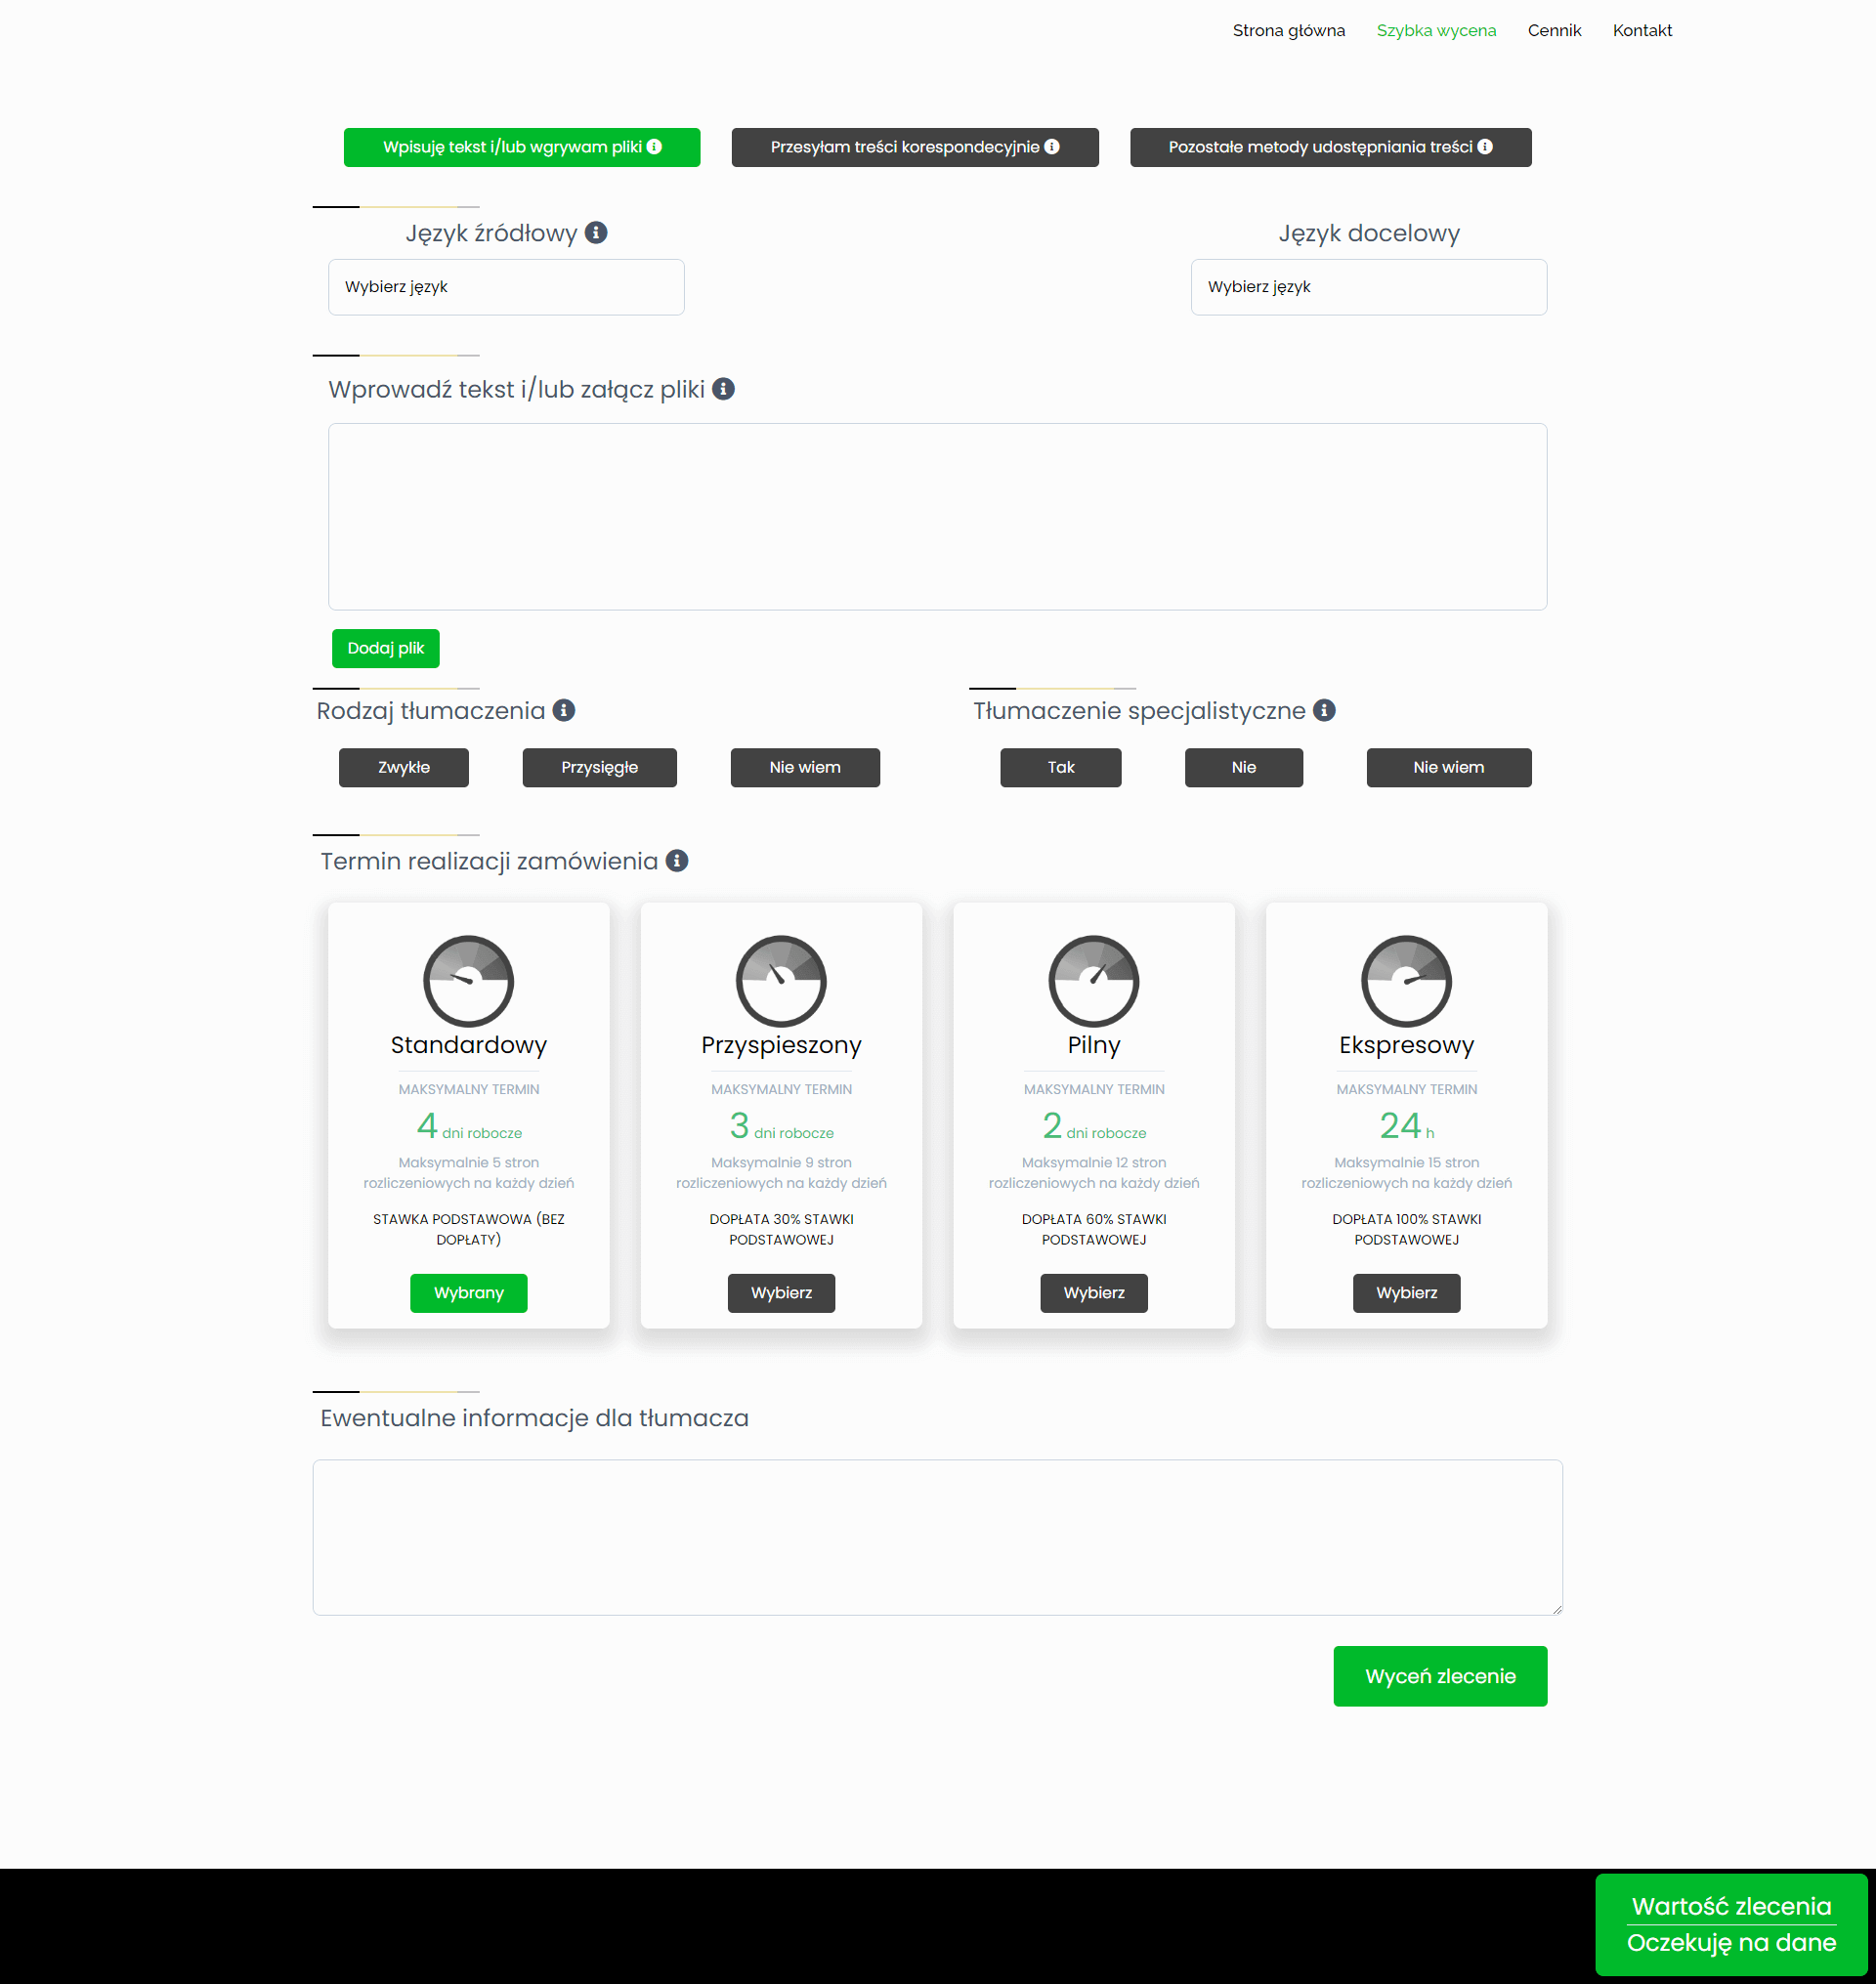 Strona główna
Szybka wycena
Cennik
Kontakt
Wpisuję tekst i/lub wgrywam pliki
Przesyłam treści korespondecyjnie
Pozostałe metody udostępniania treści
Język źródłowy
Język docelowy
Wybierz język
Wybierz język
Wprowadź tekst i/lub załącz pliki
Dodaj plik
Rodzaj tłumaczenia
Tłumaczenie specjalistyczne
Zwykłe
Przysięgłe
Nie wiem
Tak
Nie
Nie wiem
Termin realizacji zamówienia
Standardowy
MAKSYMALNY TERMIN
4 dni robocze
Maksymalnie 5 stron
rozliczeniowych na każdy dzień
STAWKA PODSTAWOWA (BEZ
DOPŁATY)
Wybrany
Przyspieszony
MAKSYMALNY TERMIN
3 dni robocze
Maksymalnie 9 stron
rozliczeniowych na każdy dzień
DOPŁATA 30% STAWKI
PODSTAWOWEJ
Wybierz
Pilny
MAKSYMALNY TERMIN
2 dni robocze
Maksymalnie 12 stron
rozliczeniowych na każdy dzień
DOPŁATA 60% STAWKI
PODSTAWOWEJ
Wybierz
Ekspresowy
MAKSYMALNY TERMIN
24 h
Maksymalnie 15 stron
rozliczeniowych na każdy dzień
DOPŁATA 100% STAWKI
PODSTAWOWEJ
Wybierz
Ewentualne informacje dla tłumacza
Wyceń zlecenie
Wartość zlecenia
Oczekuję na dane